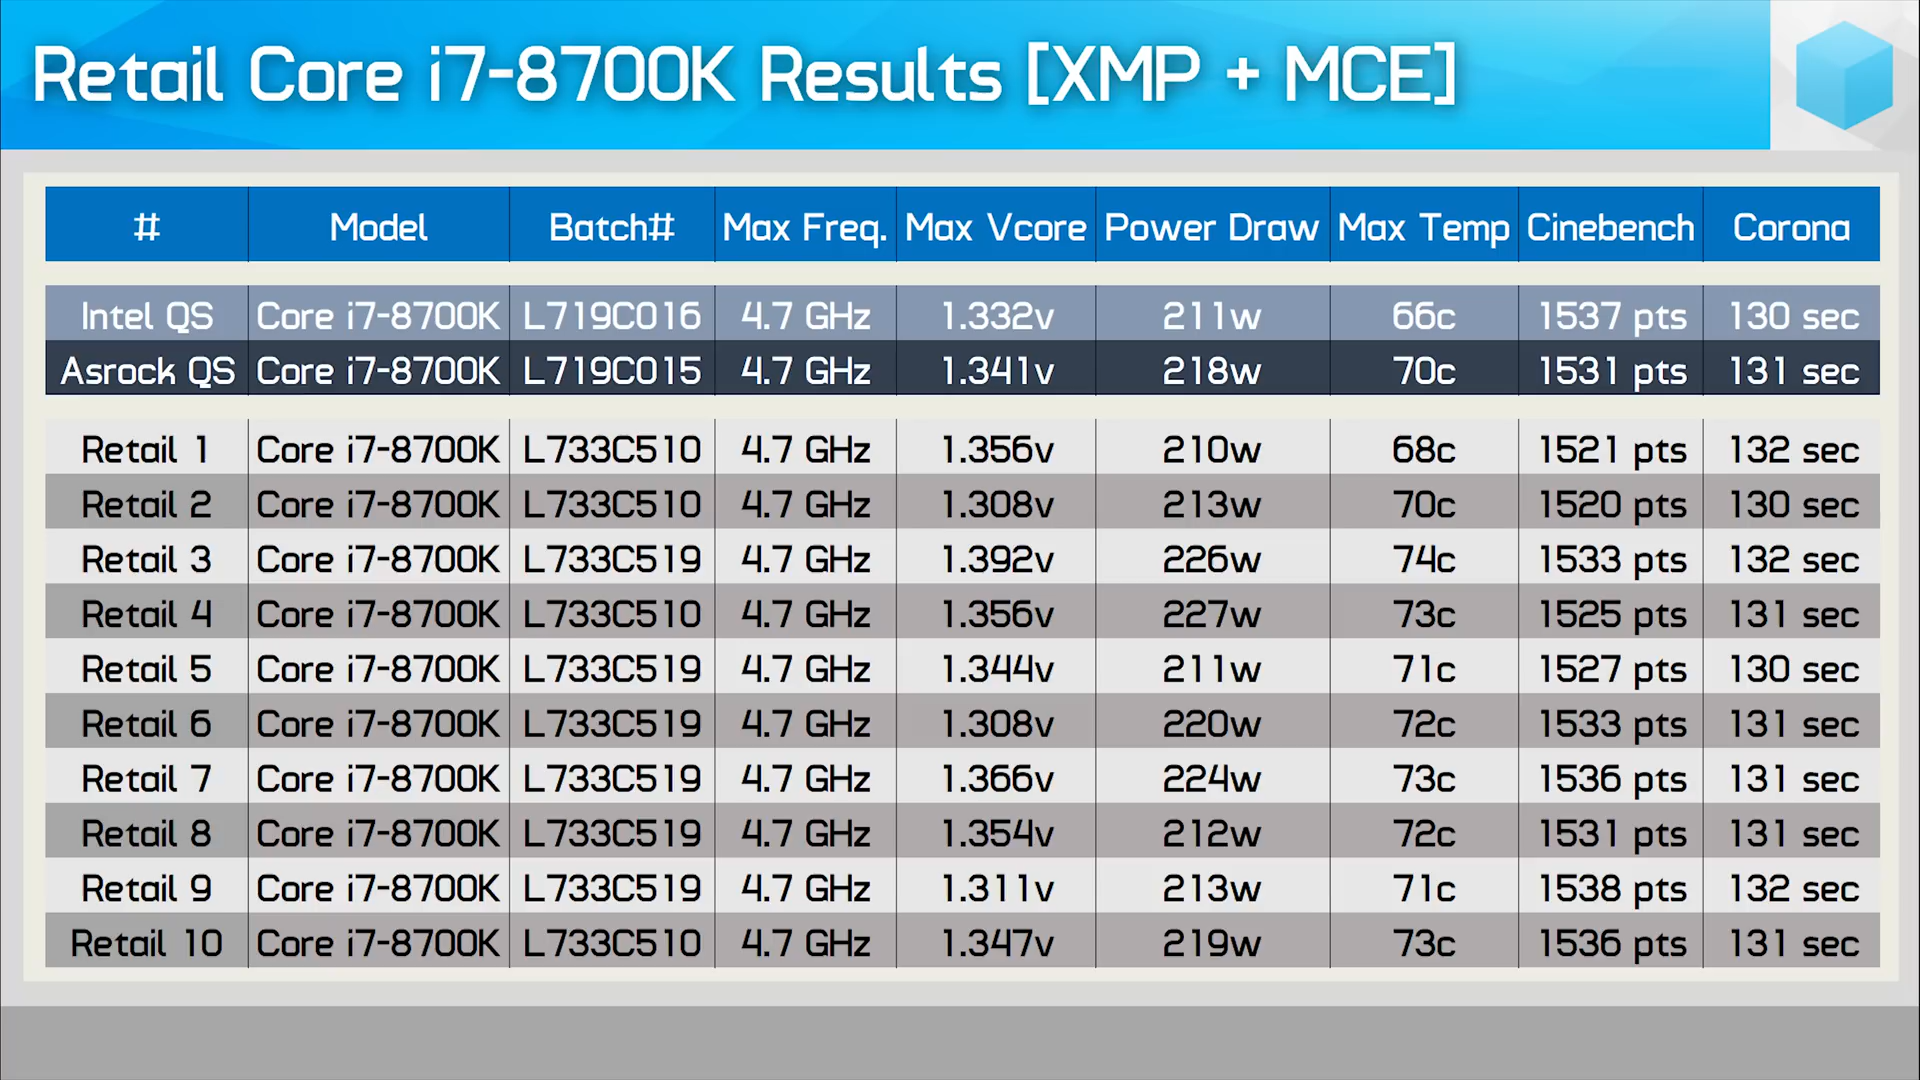 Retail Core i7-8700K Results [XMP + MCE]
# Model Batch# Max Freq. Max Vcore Power Draw Max Temp Cinebench Corona
Intel QS Core i7-8700K L719C016 4.7 GHz 1.332v 211w 66c 1537 pts 130 sec
Asrock QS Core i7-8700K L719C015 4.7 GHz 1.341v 218w 70c 1531 pts 131 sec
Retail 1 Core i7-8700K L733C510 4.7 GHz 1.356v 210w 68c 1521 pts 132 sec
Retail 2 Core i7-8700K L733C510 4.7 GHz 1.308v 213w 70c 1520 pts 130 sec
Retail 3 Core i7-8700K L733C519 4.7 GHz 1.392v 226w 74c 1533 pts 132 sec
Retail 4 Core i7-8700K L733C510 4.7 GHz 1.356v 227w 73c 1525 pts 131 sec
Retail 5 Core i7-8700K L733C519 4.7 GHz 1.344v 211w 71c 1527 pts 130 sec
Retail 6 Core i7-8700K L733C519 4.7 GHz 1.308v 220w 72c 1533 pts 131 sec
Retail 7 Core i7-8700K L733C519 4.7 GHz 1.366v 224w 73c 1536 pts 131 sec
Retail 8 Core i7-8700K L733C519 4.7 GHz 1.354v 212w 72c 1531 pts 131 sec
Retail 9 Core i7-8700K L733C519 4.7 GHz 1.311v 213w 71c 1538 pts 132 sec
Retail 10 Core i7-8700K L733C510 4.7 GHz 1.347v 219w 73c 1536 pts 131 sec